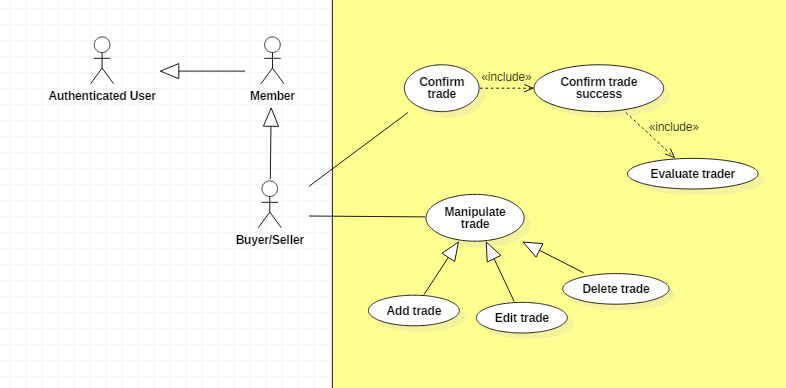 Authenticated User
Member
Buyer/Seller
Confirm
trade
«include»
Confirm trade
success
«include»
Evaluate trader
Manipulate
trade
Add trade
Edit trade
Delete trade